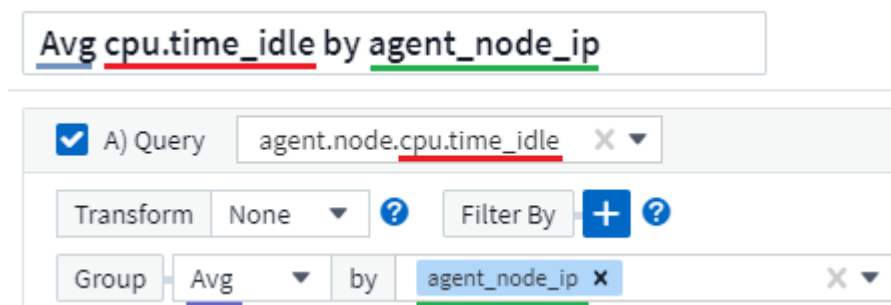 Avg cpu.time_idle by agent_node_ip
A) Query agent.node.cpu.time_idle
Transform None Filter By
Group Avg by agent_node_ip